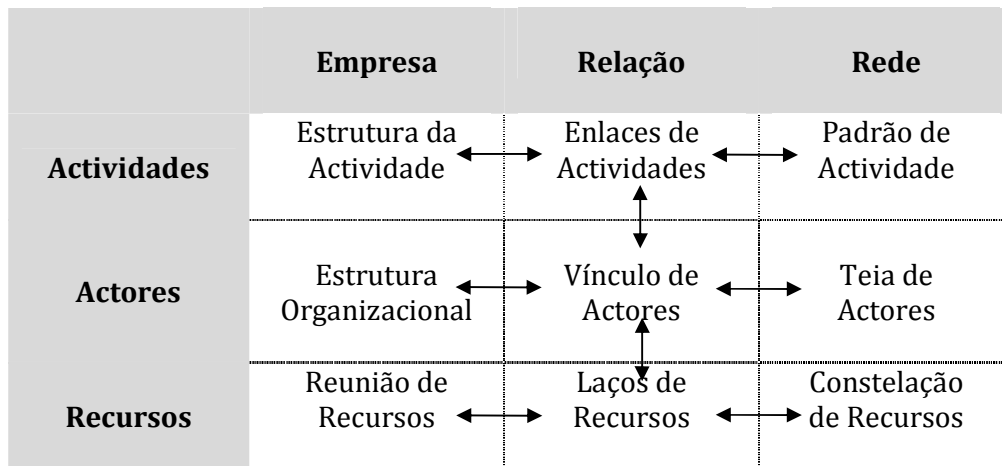 Empresa
Relação
Rede
Actividades
Estrutura da
Actividade
Enlaces de
Actividades
Padrão de
Actividade
Actores
Estrutura
Organizacional
Vínculo de
Actores
Teia de
Actores
Recursos
Reunião de
Recursos
Laços de
Recursos
Constelação
de Recursos